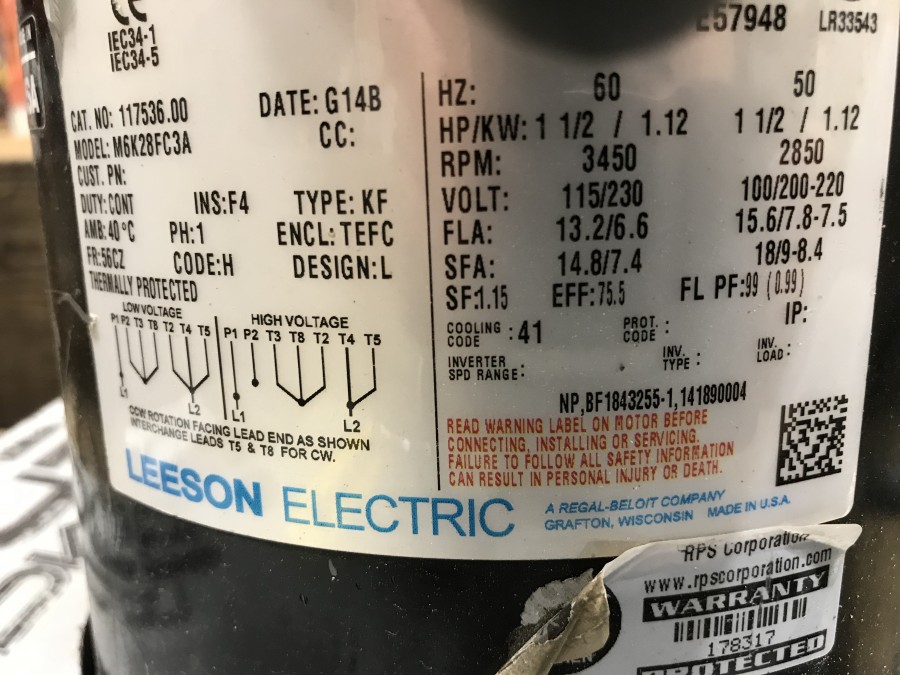 IEC34-1
IEC34-5
E57948 LR33543
CAT. NO: 117536.00 DATE: G14B
MODEL: M6K28FC3A CC:
CUST. PN:
DUTY: CONT INS:F4 TYPE: KF
AMB: 40°C PH:1 ENCL: TEFC
FR:56CZ CODE:H DESIGN:L
THERMALLY PROTECTED
LOW VOLTAGE HIGH VOLTAGE
P1 P2 T3 T8 T2 T4 T5 P1 P2 T3 T8 T2 T4 T5
L1 L2 L1 L2
CCW ROTATION FACING LEAD END AS SHOWN
INTERCHANGE LEADS T5 & T8 FOR CW.
HZ: 60 50
HP/KW: 1 1/2 / 1.12 1 1/2 / 1.12
RPM: 3450 2850
VOLT: 115/230 100/200-220
FLA: 13.2/6.6 15.6/7.8-7.5
SFA: 14.8/7.4 18/9-8.4
SF:1.15 EFF: 75.5 FL PF:99 (0.99)
COOLING CODE : 41 PROT. CODE : IP:
INVERTER SPD RANGE : INV. TYPE : INV. LOAD :
NP,BF1843255-1,141890004
READ WARNING LABEL ON MOTOR BEFORE
CONNECTING, INSTALLING OR SERVICING.
FAILURE TO FOLLOW ALL SAFETY INFORMATION
CAN RESULT IN PERSONAL INJURY OR DEATH.
LEESON ELECTRIC
A REGAL-BELOIT COMPANY
GRAFTON, WISCONSIN MADE IN U.S.A.
RPS Corporation
www.rpscorporation.com
WARRANTY
178317
PROTECTED